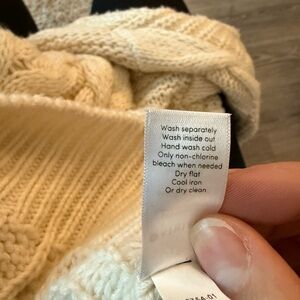 Wash separately
Wash inside out
Hand wash cold
Only non-chlorine
bleach when needed
Dry flat
Cool iron
Or dry clean